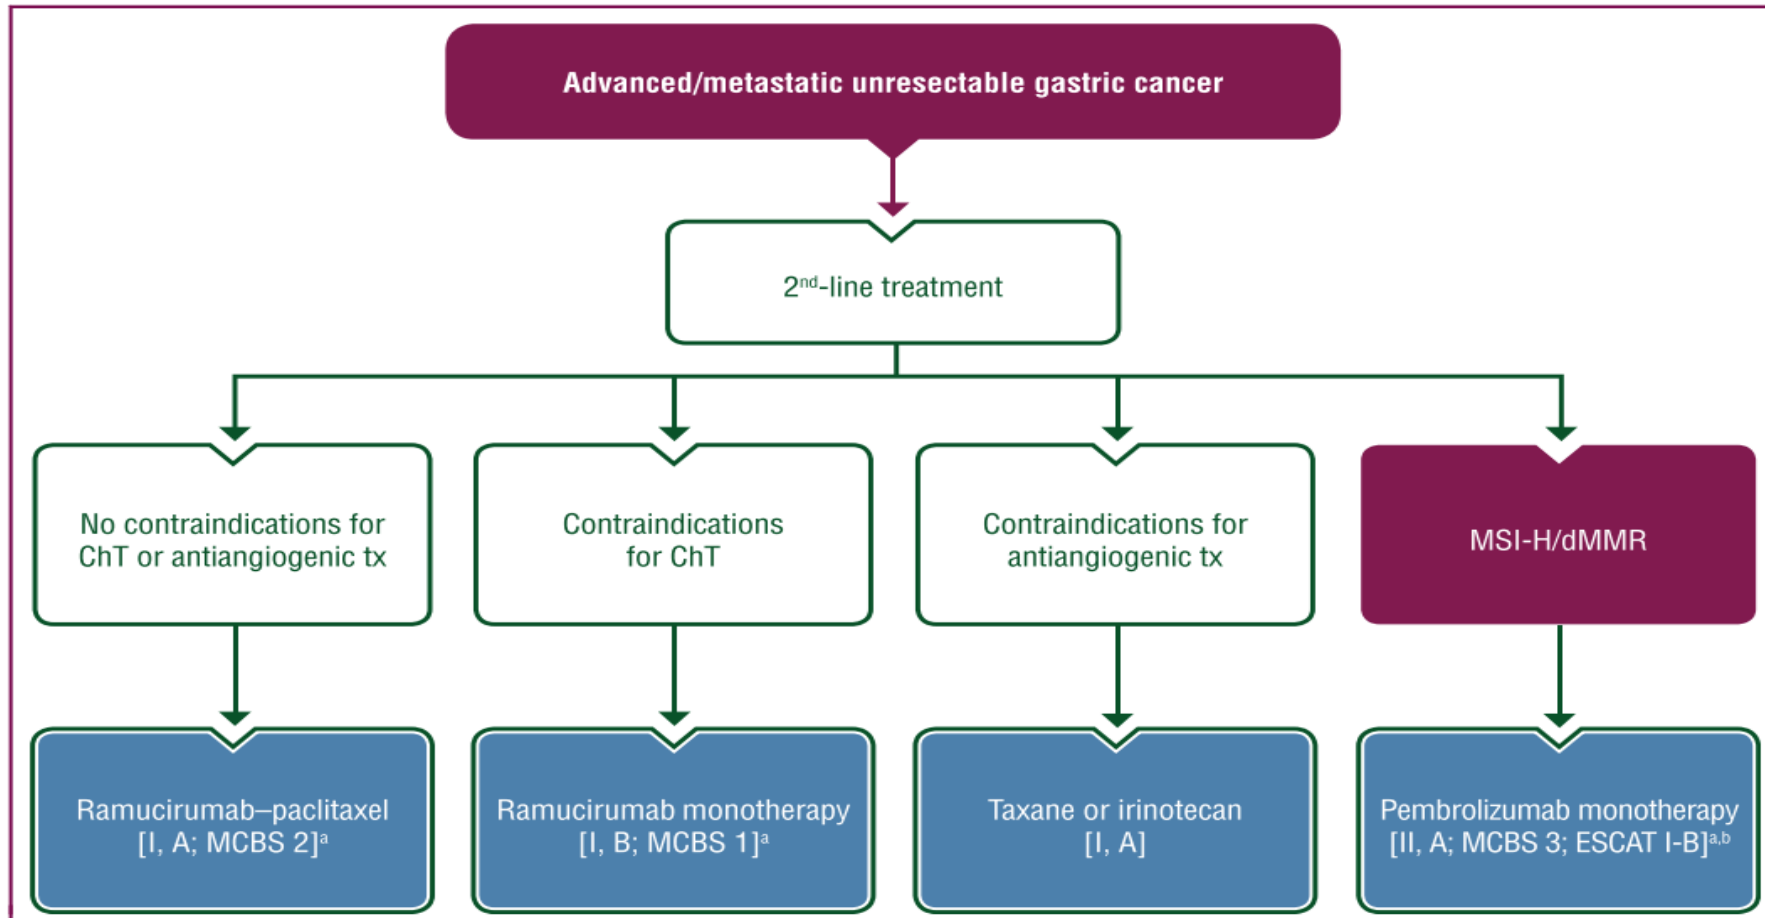 Advanced/metastatic unresectable gastric cancer
2nd-line treatment
No contraindications for
ChT or antiangiogenic tx
Contraindications
for ChT
Contraindications for
antiangiogenic tx
MSI-H/dMMR
Ramucirumab–paclitaxel
[I, A; MCBS 2]a
Ramucirumab monotherapy
[I, B; MCBS 1]a
Taxane or irinotecan
[I, A]
Pembrolizumab monotherapy
[II, A; MCBS 3; ESCAT I-B]a,b